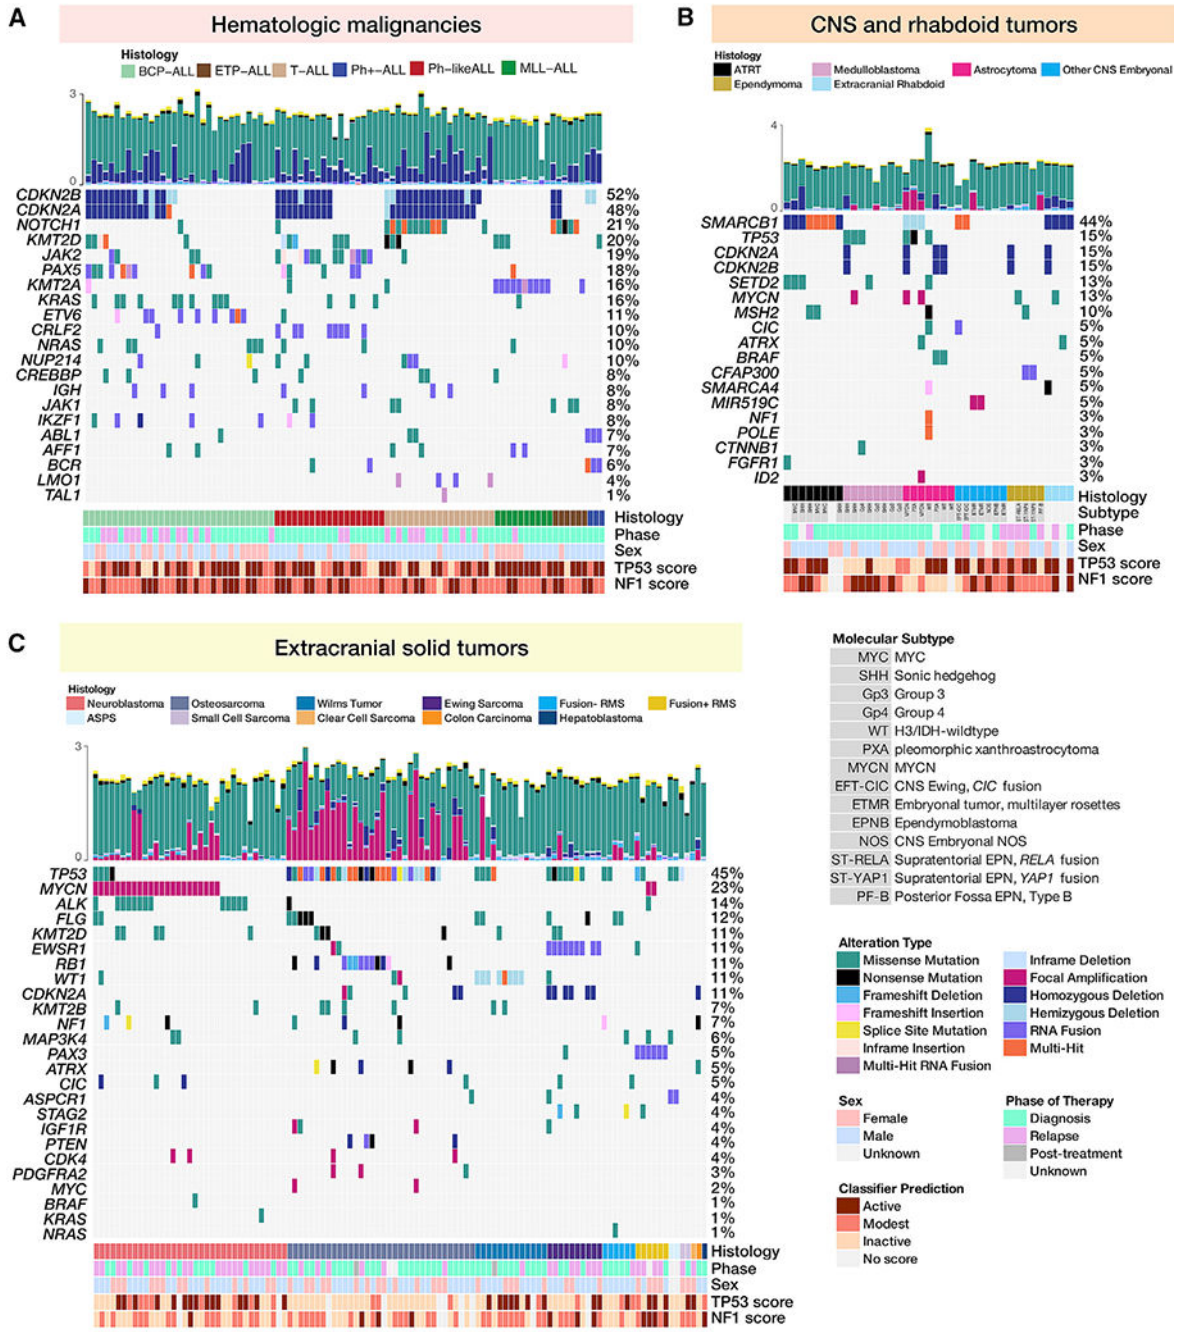 A
Hematologic malignancies
Histology
BCP-ALL ETP-ALL T-ALL Ph+-ALL Ph-likeALL MLL-ALL
3
0
CDKN2B 52%
CDKN2A 48%
NOTCH1 21%
KMT2D 20%
JAK2 19%
PAX5 18%
KMT2A 16%
KRAS 16%
ETV6 11%
CRLF2 10%
NRAS 10%
NUP214 10%
CREBBP 8%
IGH 8%
JAK1 8%
IKZF1 8%
ABL1 7%
AFF1 7%
BCR 6%
LMO1 4%
TAL1 1%
Histology
Phase
Sex
TP53 score
NF1 score
B
CNS and rhabdoid tumors
Histology
ATRT Medulloblastoma Astrocytoma Other CNS Embryonal
Ependymoma Extracranial Rhabdoid
4
0
SMARCB1 44%
TP53 15%
CDKN2A 15%
CDKN2B 15%
SETD2 13%
MYCN 13%
MSH2 10%
CIC 5%
ATRX 5%
BRAF 5%
CFAP300 5%
SMARCA4 5%
MIR519C 5%
NF1 3%
POLE 3%
CTNNB1 3%
FGFR1 3%
ID2 3%
Histology
Subtype
Phase
Sex
TP53 score
NF1 score
C
Extracranial solid tumors
Histology
Neuroblastoma Osteosarcoma Wilms Tumor Ewing Sarcoma Fusion- RMS Fusion+ RMS
ASPS Small Cell Sarcoma Clear Cell Sarcoma Colon Carcinoma Hepatoblastoma
3
0
TP53 45%
MYCN 23%
ALK 14%
FLG 12%
KMT2D 11%
EWSR1 11%
RB1 11%
WT1 11%
CDKN2A 11%
KMT2B 7%
NF1 7%
MAP3K4 6%
PAX3 5%
ATRX 5%
CIC 5%
ASPCR1 4%
STAG2 4%
IGF1R 4%
PTEN 4%
CDK4 4%
PDGFRA2 3%
MYC 2%
BRAF 1%
KRAS 1%
NRAS 1%
Histology
Phase
Sex
TP53 score
NF1 score
Molecular Subtype
MYC MYC
SHH Sonic hedgehog
Gp3 Group 3
Gp4 Group 4
WT H3/IDH-wildtype
PXA pleomorphic xanthroastrocytoma
MYCN MYCN
EFT-CIC CNS Ewing, CIC fusion
ETMR Embryonal tumor, multilayer rosettes
EPNB Ependymoblastoma
NOS CNS Embryonal NOS
ST-RELA Supratentorial EPN, RELA fusion
ST-YAP1 Supratentorial EPN, YAP1 fusion
PF-B Posterior Fossa EPN, Type B
Alteration Type
Missense Mutation Inframe Deletion
Nonsense Mutation Focal Amplification
Frameshift Deletion Homozygous Deletion
Frameshift Insertion Hemizygous Deletion
Splice Site Mutation RNA Fusion
Inframe Insertion Multi-Hit
Multi-Hit RNA Fusion
Sex
Female
Male
Unknown
Phase of Therapy
Diagnosis
Relapse
Post-treatment
Unknown
Classifier Prediction
Active
Modest
Inactive
No score